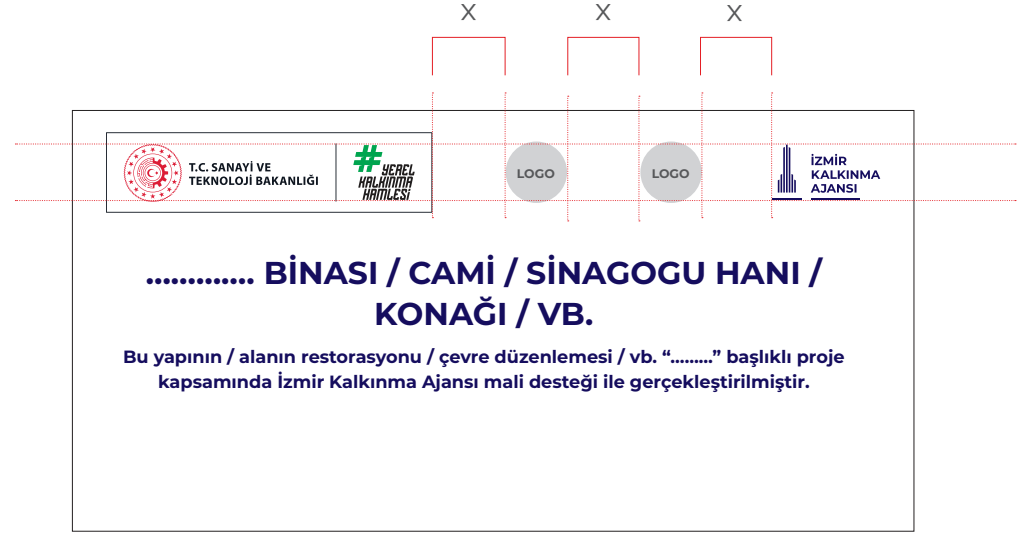 X X X
T.C. SANAYİ VE
TEKNOLOJİ BAKANLIĞI
#YEREL
KALKINMA
HAMLESİ
LOGO
LOGO
İZMİR
KALKINMA
AJANSI
............. BİNASI / CAMİ / SİNAGOGU HANI /
KONAĞI / VB.
Bu yapının / alanın restorasyonu / çevre düzenlemesi / vb. “.........” başlıklı proje
kapsamında İzmir Kalkınma Ajansı mali desteği ile gerçekleştirilmiştir.